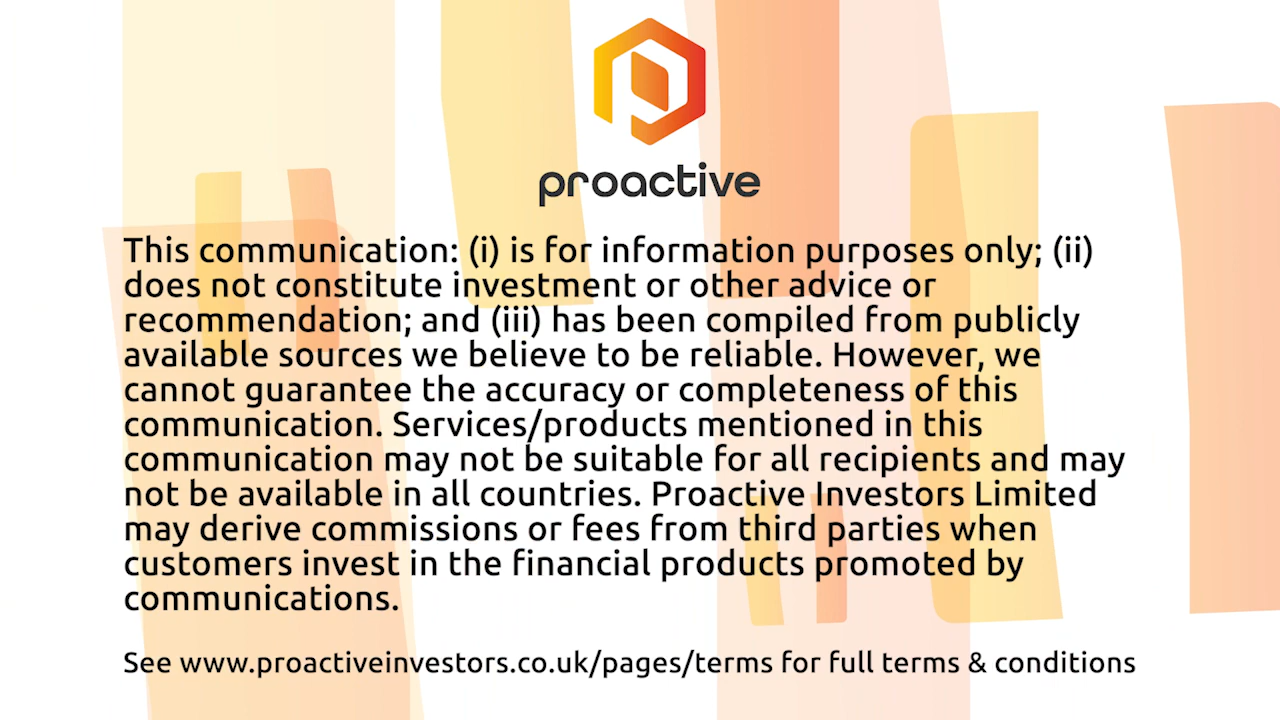 proactive
This communication: (i) is for information purposes only; (ii)
does not constitute investment or other advice or
recommendation; and (iii) has been compiled from publicly
available sources we believe to be reliable. However, we
cannot guarantee the accuracy or completeness of this
communication. Services/products mentioned in this
communication may not be suitable for all recipients and may
not be available in all countries. Proactive Investors Limited
may derive commissions or fees from third parties when
customers invest in the financial products promoted by
communications.
See www.proactiveinvestors.co.uk/pages/terms for full terms & conditions